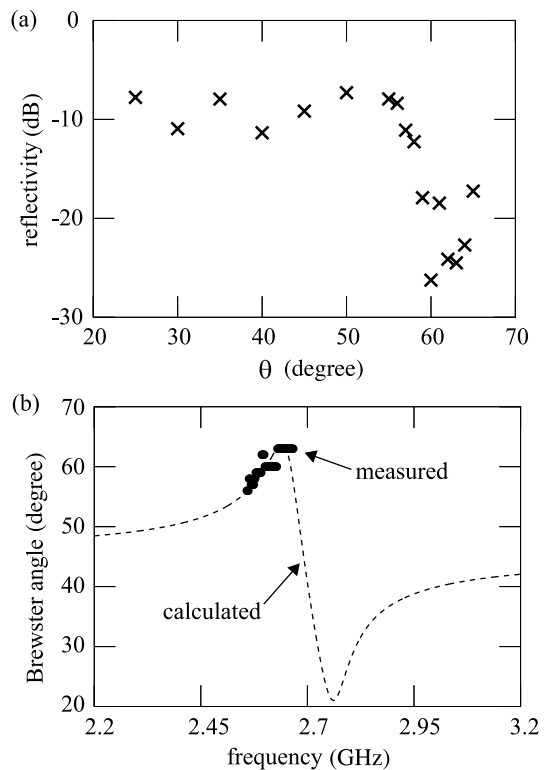 (a)
0
-10
-20
-30
reflectivity (dB)
20 30 40 50 60 70
θ (degree)
(b)
70
60
50
40
30
20
Brewster angle (degree)
measured
calculated
2.2 2.45 2.7 2.95 3.2
frequency (GHz)